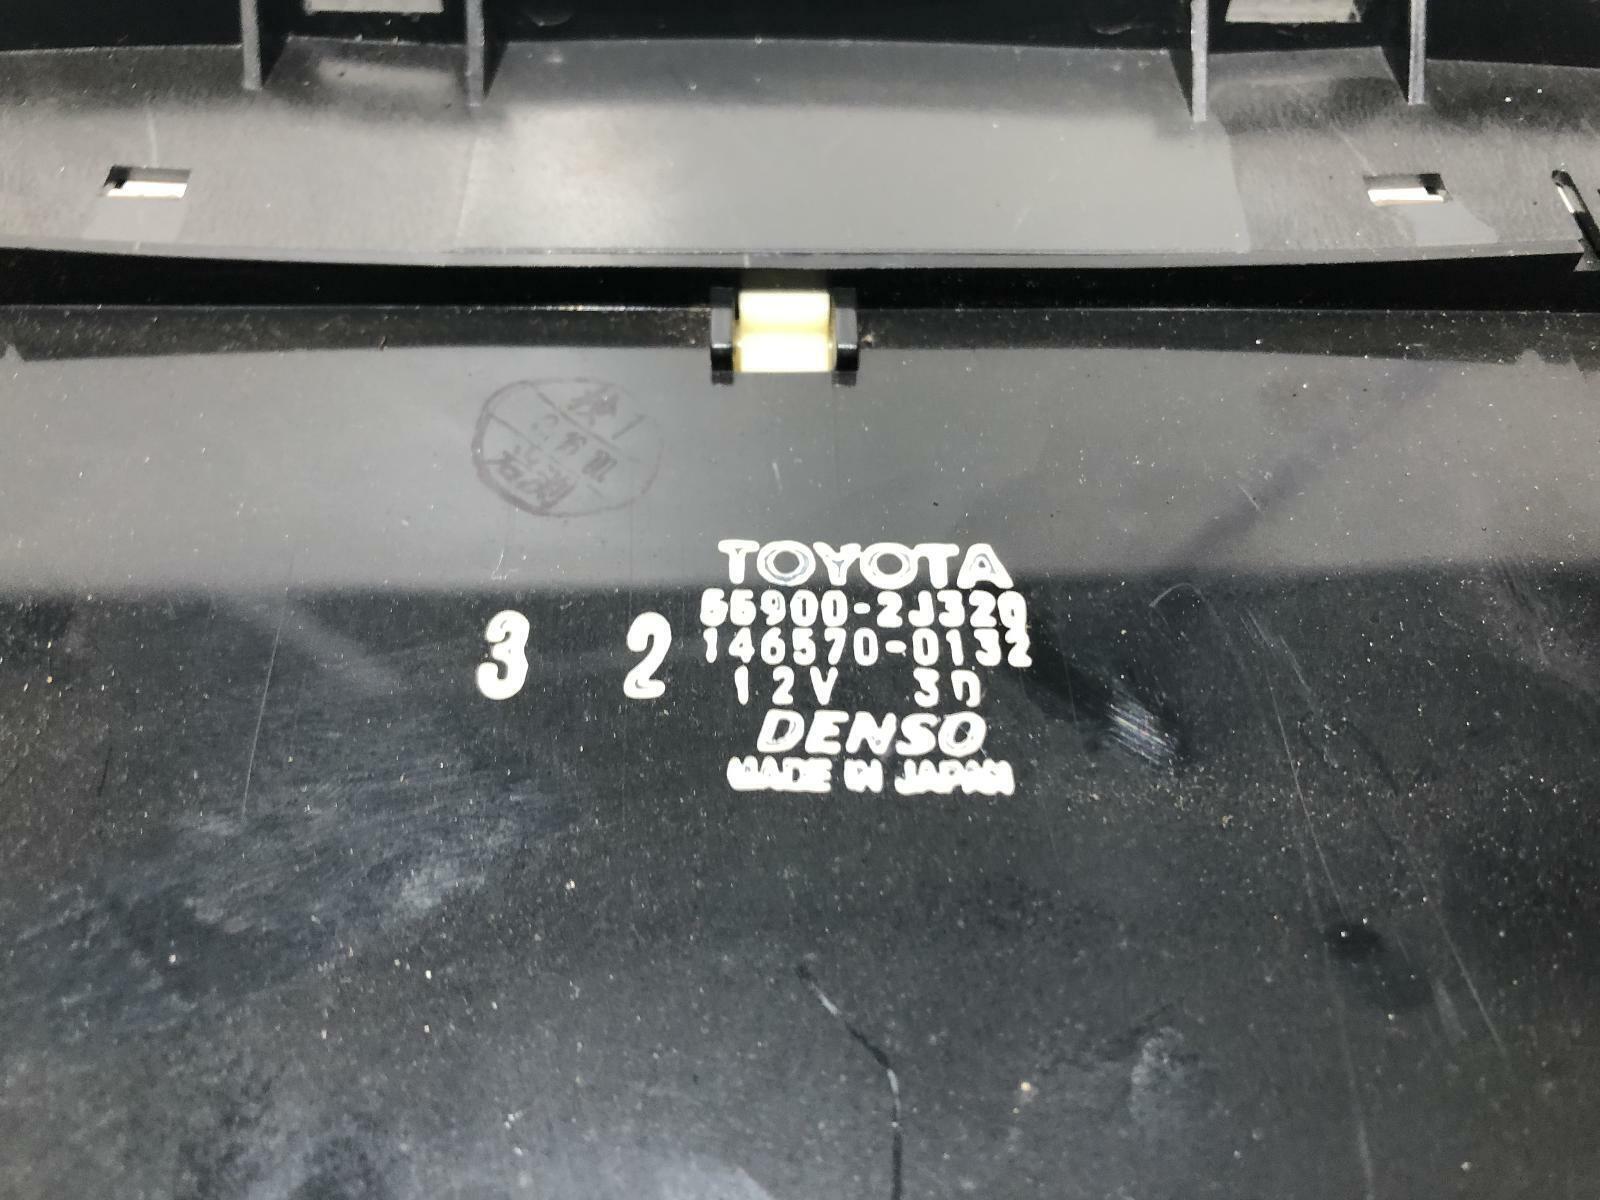 TOYOTA
55900-2J320
3 2
146570-0132
12V 3D
DENSO
MADE IN JAPAN